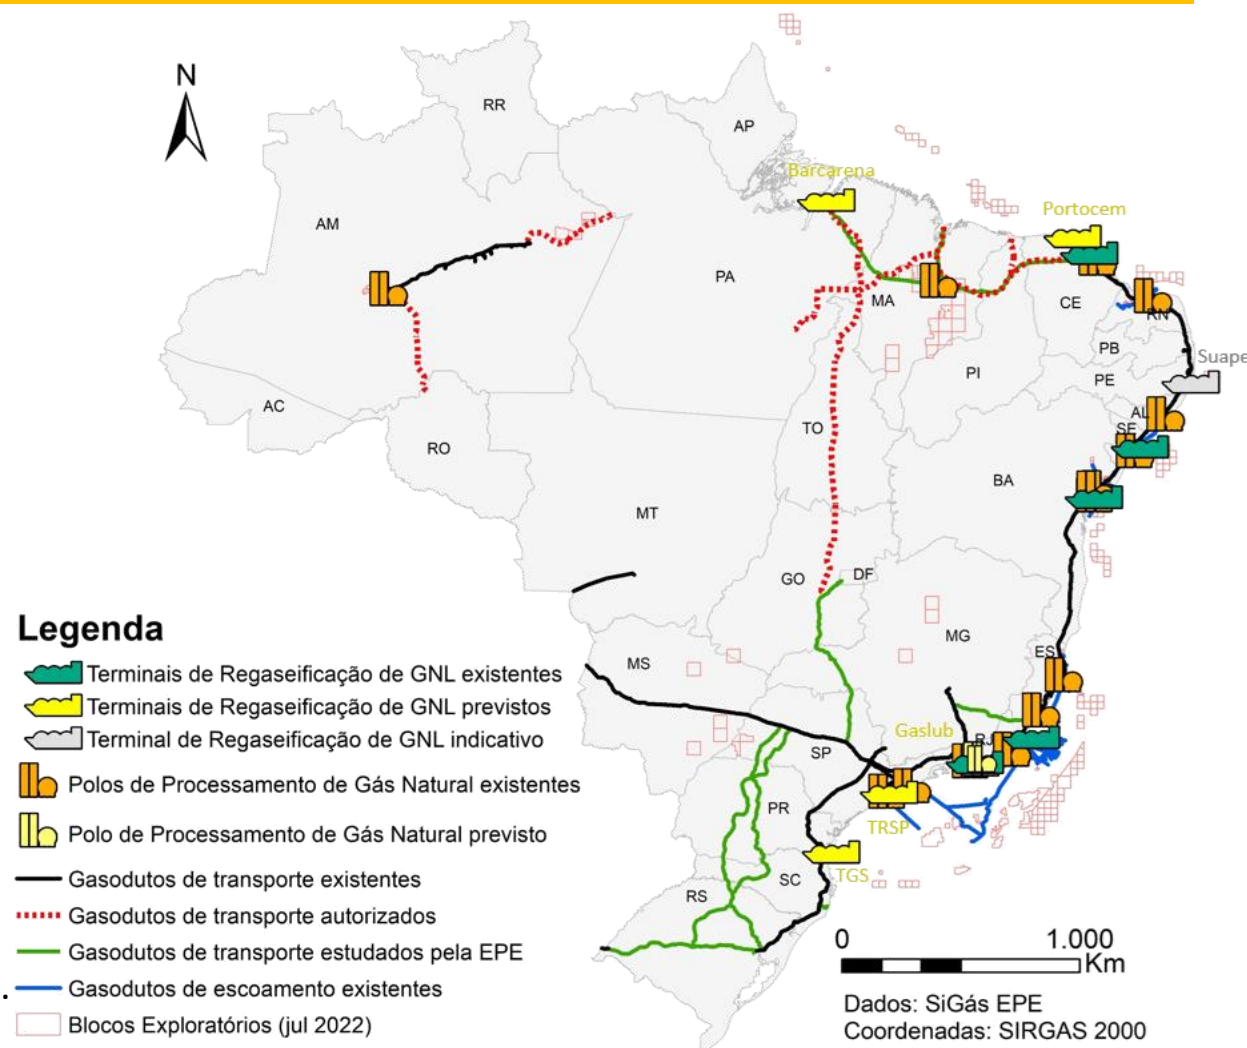 N
RR
AP
Barcarena
Portocem
AM
PA
MA
CE
RN
PB
Suape
PI
PE
AC
TO
AL
SE
RO
BA
MT
GO
DF
MG
ES
MS
Gaslub
RJ
SP
PR
TRSP
TGS
SC
RS
Legenda
Terminais de Regaseificação de GNL existentes
Terminais de Regaseificação de GNL previstos
Terminal de Regaseificação de GNL indicativo
Polos de Processamento de Gás Natural existentes
Polo de Processamento de Gás Natural previsto
Gasodutos de transporte existentes
Gasodutos de transporte autorizados
Gasodutos de transporte estudados pela EPE
Gasodutos de escoamento existentes
Blocos Exploratórios (jul 2022)
0 1.000
Km
Dados: SiGás EPE
Coordenadas: SIRGAS 2000